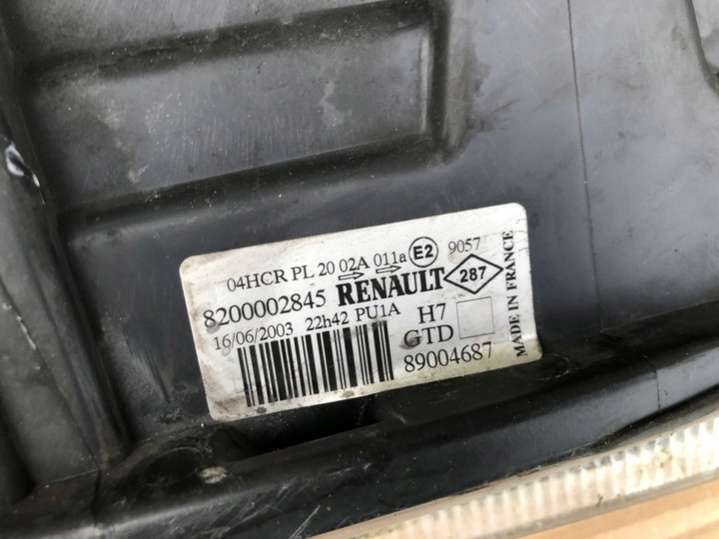 04HCR PL 20 02A 011a E2 9057
8200002845 RENAULT 287
16/06/2003 22h42 PU1A H7
GTD
89004687
MADE IN FRANCE